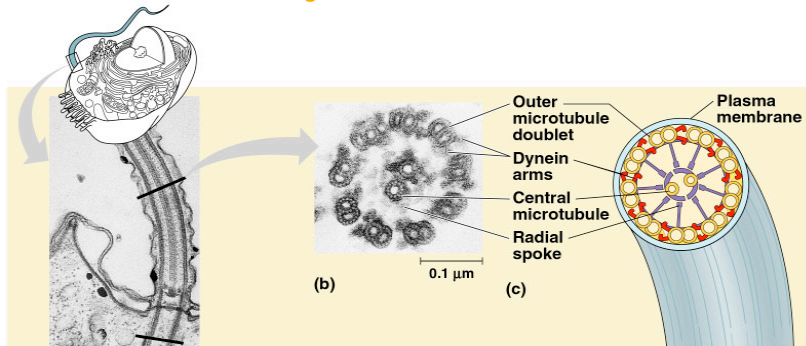 Outer
microtubule
doublet
Dynein
arms
Central
microtubule
Radial
spoke
Plasma
membrane
0.1 µm
(b)
(c)